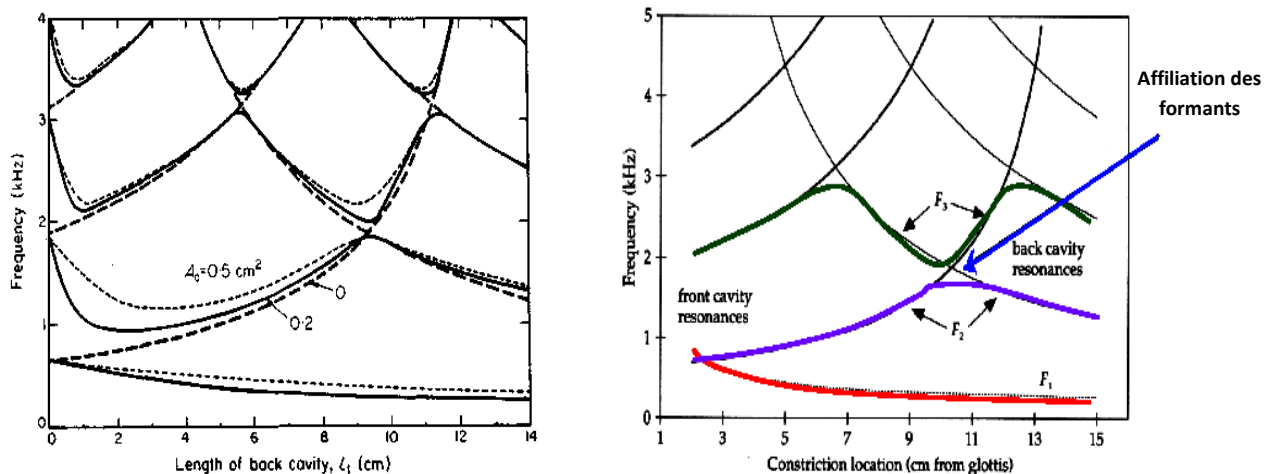 4
3
2
1
0
Frequency (kHz)
A_c=0.5 cm²
0
0.2
0 2 4 6 8 10 12 14
Length of back cavity, ℓ₁ (cm)
5
4
3
2
1
0
Frequency (kHz)
Affiliation des
formants
F₃
back cavity
resonances
front cavity
resonances
F₂
F₁
1 3 5 7 9 11 13 15
Constriction location (cm from glottis)